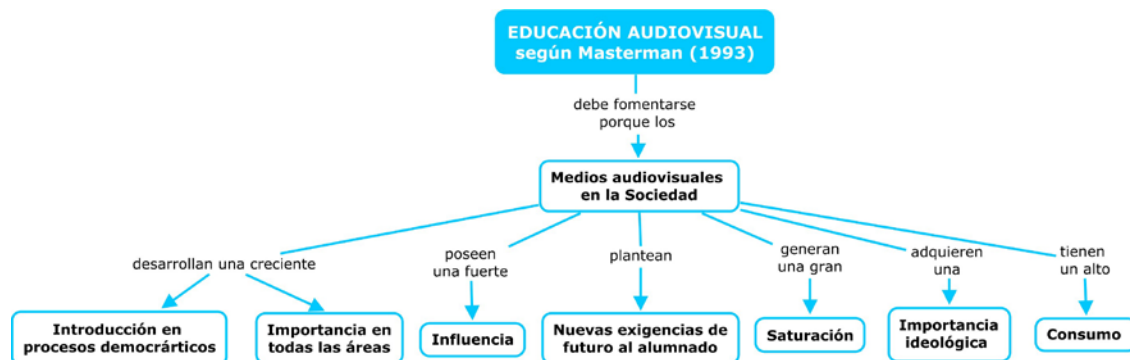 EDUCACIÓN AUDIOVISUAL
según Masterman (1993)
debe fomentarse
porque los
Medios audiovisuales
en la Sociedad
desarrollan una creciente
poseen
una fuerte
plantean
generan
una gran
adquieren
una
tienen
un alto
Introducción en
procesos democrárticos
Importancia en
todas las áreas
Influencia
Nuevas exigencias de
futuro al alumnado
Saturación
Importancia
ideológica
Consumo